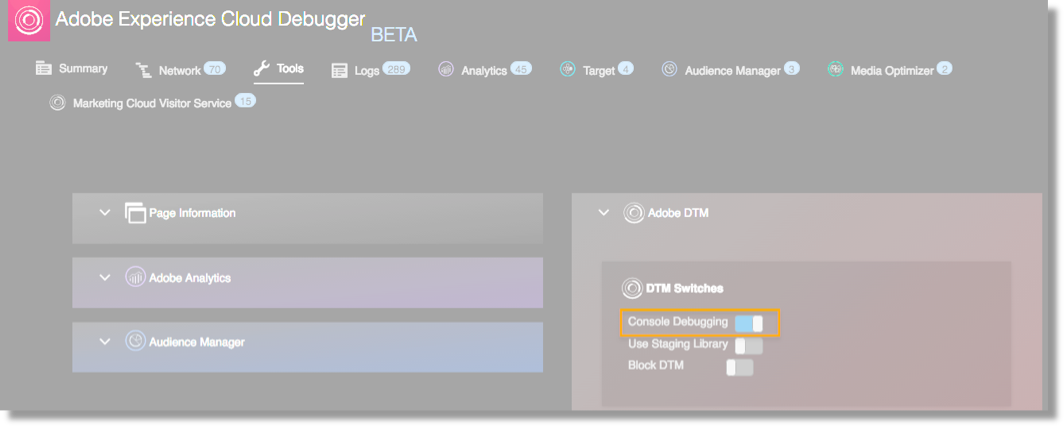 Adobe Experience Cloud Debugger
BETA
Summary Network 70 Tools Logs 289 Analytics 45 Target 4 Audience Manager 3 Media Optimizer 2
Marketing Cloud Visitor Service 15
Page Information
Adobe Analytics
Audience Manager
Adobe DTM
DTM Switches
Console Debugging
Use Staging Library
Block DTM